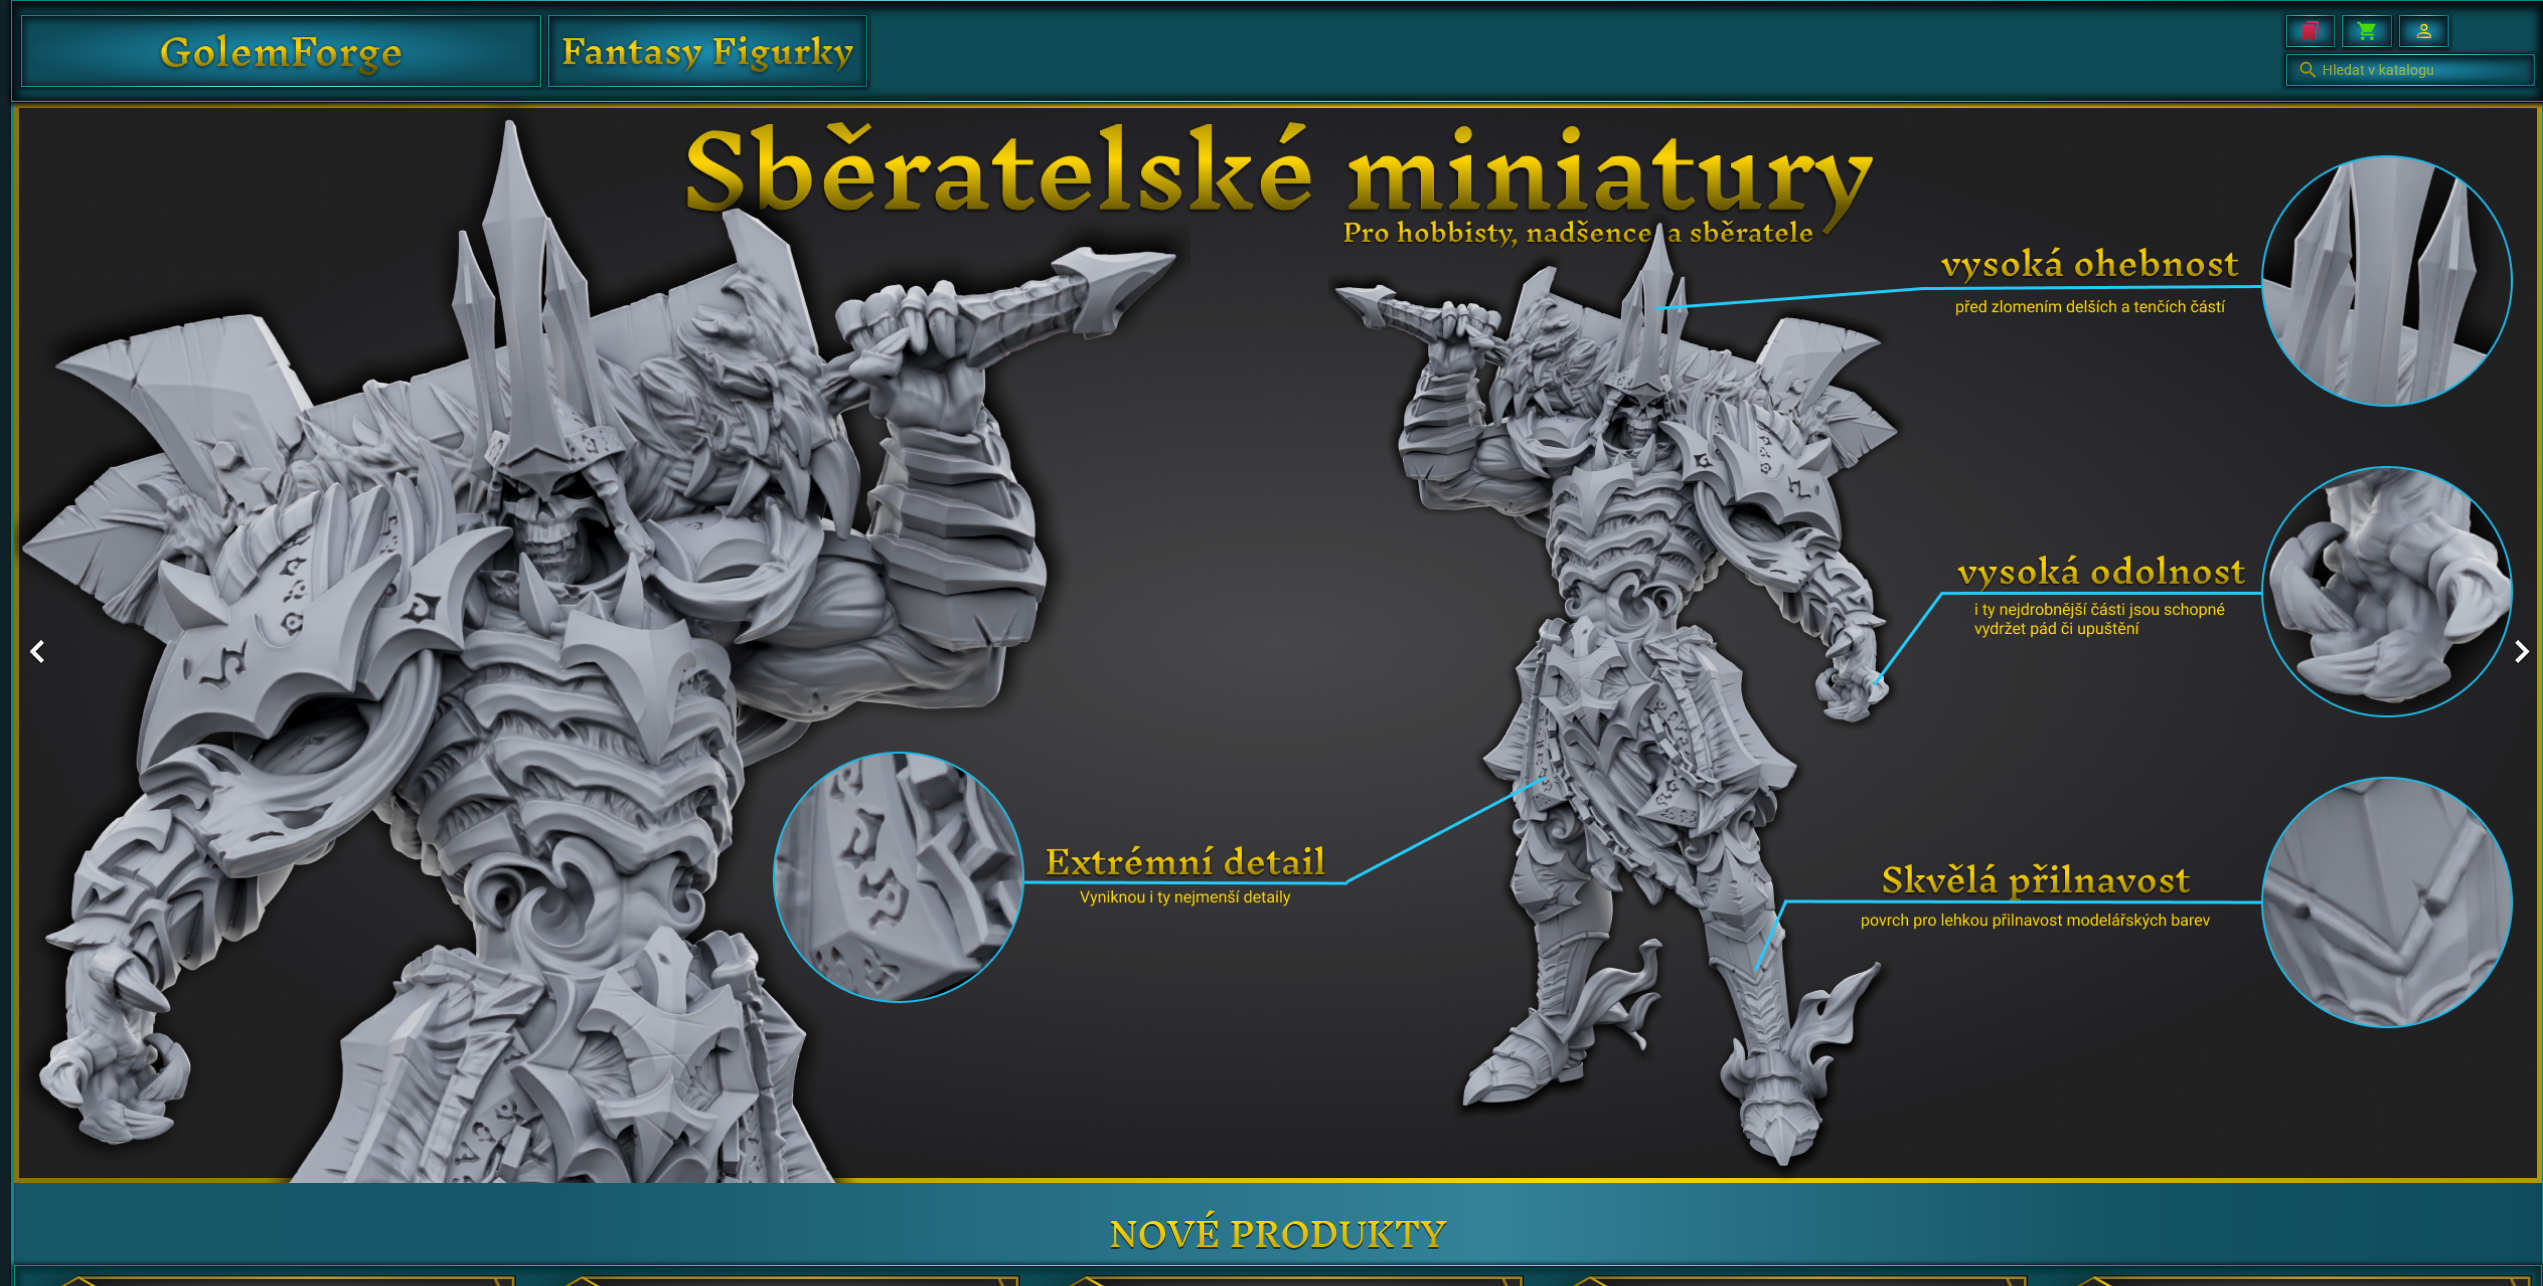 GolemForge
Fantasy Figurky
Hledat v katalogu
Sběratelské miniatury
Pro hobbisty, nadšence a sběratele
vysoká ohebnost
před zlomením delších a tenčích částí
vysoká odolnost
i ty nejdrobnější části jsou schopné
vydržet pád či upuštění
Extrémní detail
Vyniknou i ty nejmenší detaily
Skvělá přilnavost
povrch pro lehkou přilnavost modelářských barev
NOVÉ PRODUKTY